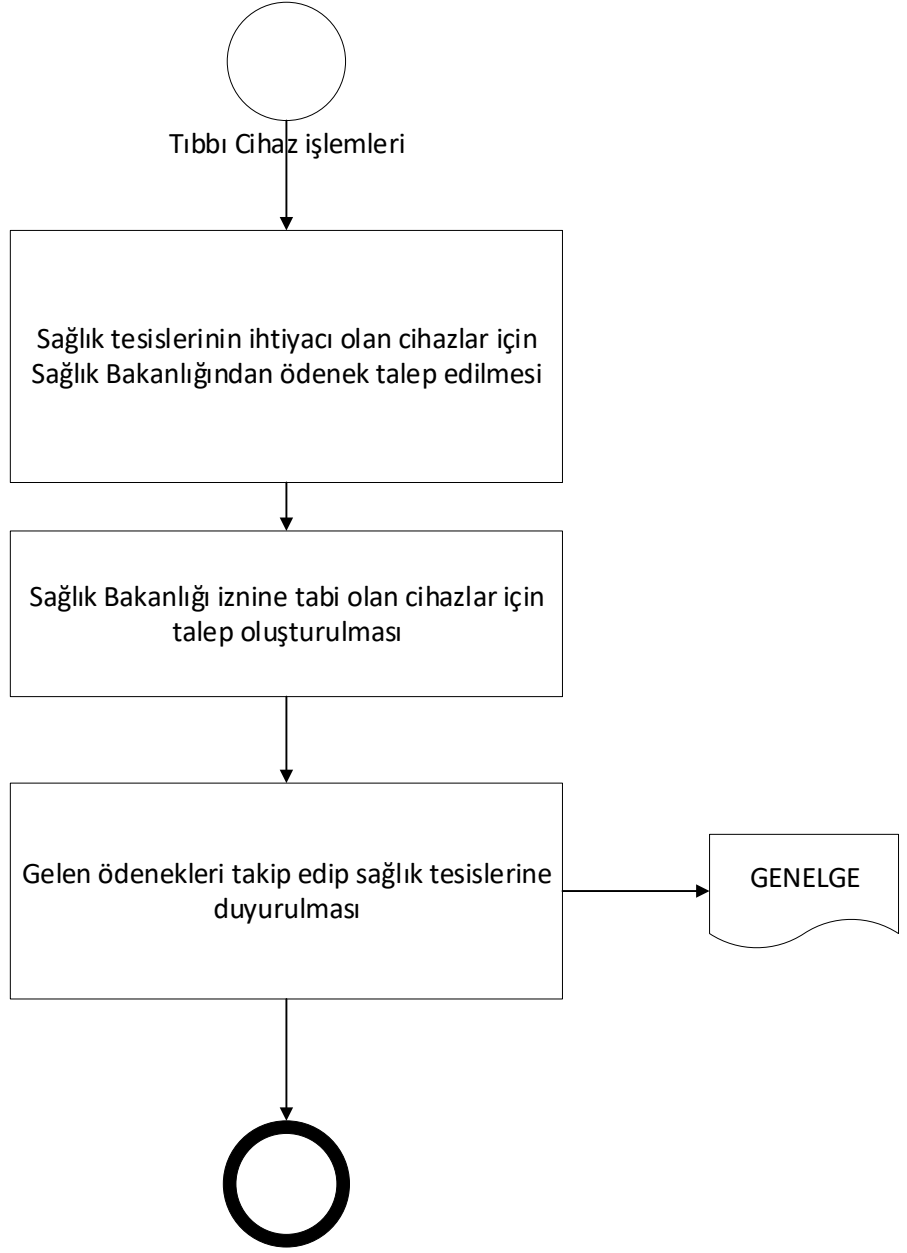 Tıbbı Cihaz işlemleri
Sağlık tesislerinin ihtiyacı olan cihazlar için
Sağlık Bakanlığından ödenek talep edilmesi
Sağlık Bakanlığı iznine tabi olan cihazlar için
talep oluşturulması
Gelen ödenekleri takip edip sağlık tesislerine
duyurulması
GENELGE